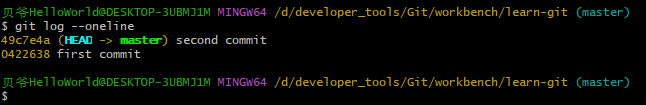 贝爷HelloWorld@DESKTOP-3UBMJ1M MINGW64 /d/developer_tools/Git/workbench/learn-git (master)
$ git log --oneline
49c7e4a (HEAD -> master) second commit
0422638 first commit
贝爷HelloWorld@DESKTOP-3UBMJ1M MINGW64 /d/developer_tools/Git/workbench/learn-git (master)
$